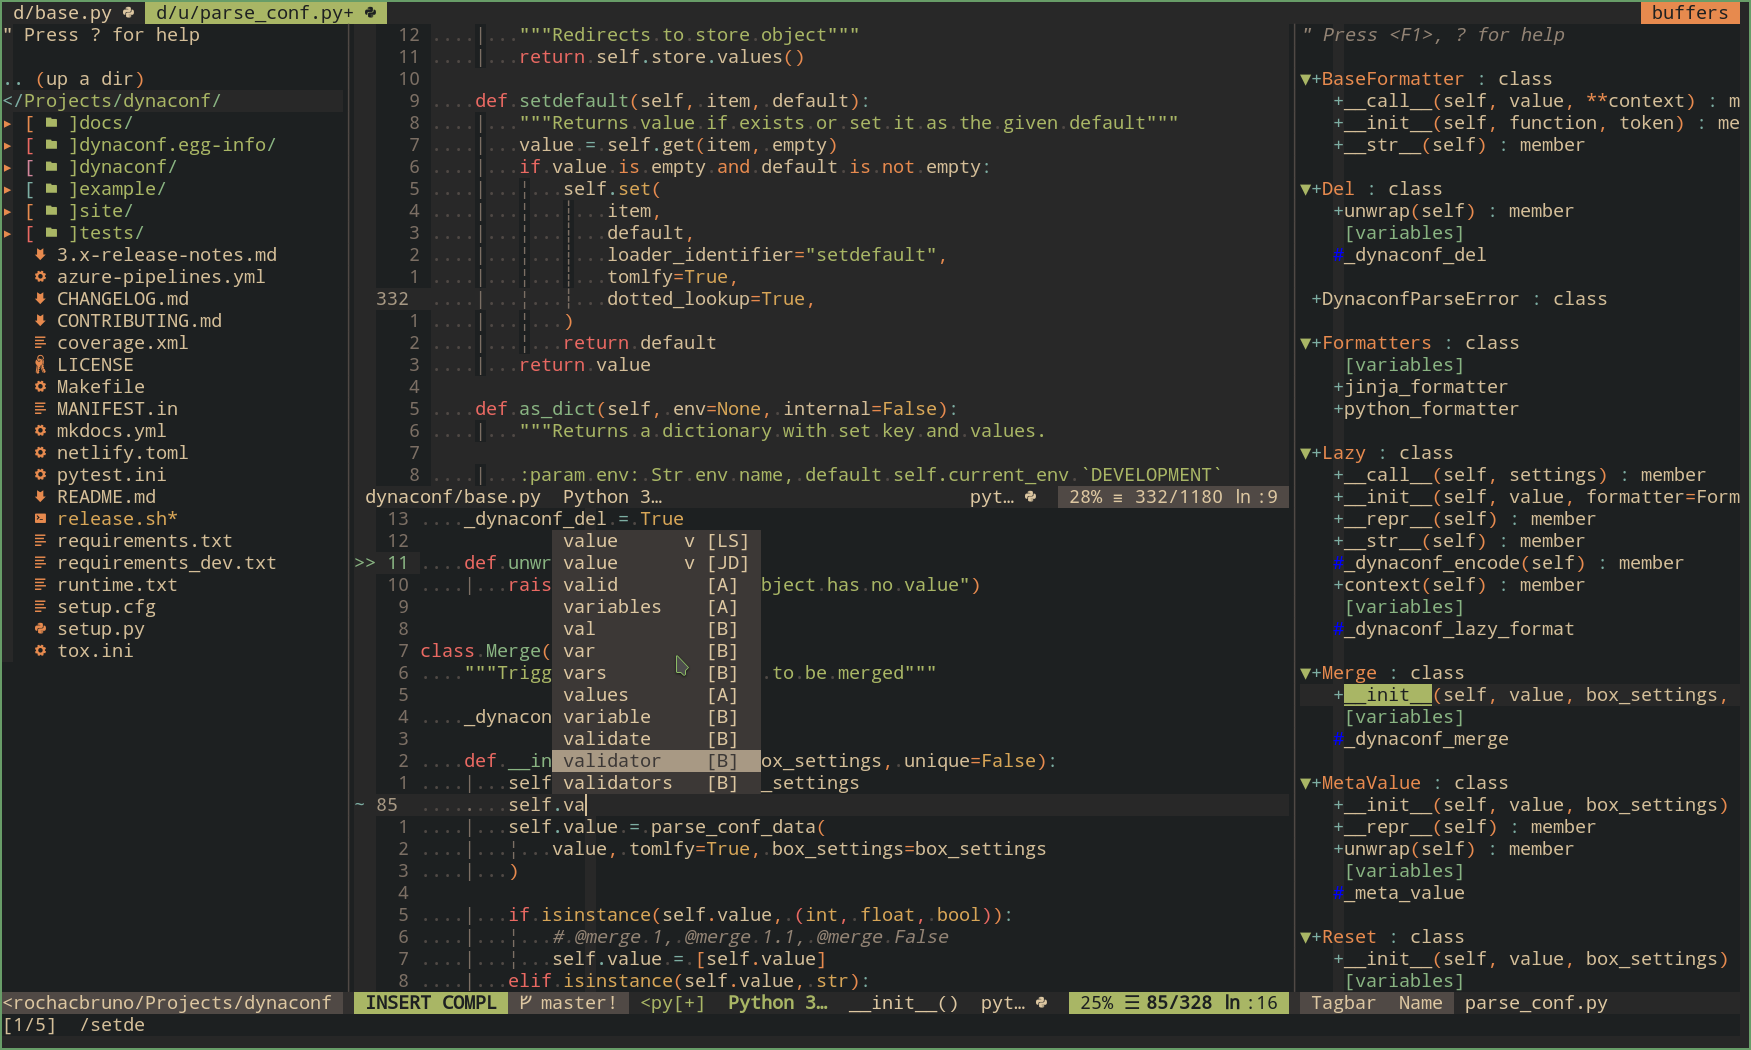 d/base.py
d/u/parse_conf.py+
buffers
" Press ? for help
.. (up a dir)
</Projects/dynaconf/
▸ [ ]docs/
▸ [ ]dynaconf.egg-info/
▸ [ ]dynaconf/
▸ [ ]example/
▸ [ ]site/
▸ [ ]tests/
3.x-release-notes.md
azure-pipelines.yml
CHANGELOG.md
CONTRIBUTING.md
coverage.xml
LICENSE
Makefile
MANIFEST.in
mkdocs.yml
netlify.toml
pytest.ini
README.md
release.sh*
requirements.txt
requirements_dev.txt
runtime.txt
setup.cfg
setup.py
tox.ini
<rochacbruno/Projects/dynaconf
12 ....|..."""Redirects.to.store.object"""
11 ....|...return.self.store.values()
10
9 ....def.setdefault(self,.item,.default):
8 ....|..."""Returns.value.if.exists.or.set.it.as.the.given.default"""
7 ....|...value.=.self.get(item,.empty)
6 ....|...if.value.is.empty.and.default.is.not.empty:
5 ....|...¦...self.set(
4 ....|...¦...¦...item,
3 ....|...¦...¦...default,
2 ....|...¦...¦...loader_identifier="setdefault",
1 ....|...¦...¦...tomlfy=True,
332 ....|...¦...¦...dotted_lookup=True,
1 ....|...¦...)
2 ....|...¦...return.default
3 ....|...return.value
4
5 ....def.as_dict(self,.env=None,.internal=False):
6 ....|..."""Returns.a.dictionary.with.set.key.and.values.
7
8 ....|...:param.env:.Str.env.name,.default.self.current_env.`DEVELOPMENT`
dynaconf/base.py Python 3… pyt… 28% ≡ 332/1180 ln :9
13 ...._dynaconf_del.=.True
12
>> 11 ....def.unwr
10 ....|...rais bject.has.no.value")
9
8
7 class.Merge(
6 ...."""Trigg .to.be.merged"""
5
4 ...._dynacon
3
2 ....def.__in ox_settings,.unique=False):
1 ....|...self _settings
~ 85 ........self.va
1 ....|...self.value.=.parse_conf_data(
2 ....|...¦...value,.tomlfy=True,.box_settings=box_settings
3 ....|...)
4
5 ....|...if.isinstance(self.value,.(int,.float,.bool)):
6 ....|...¦...#.@merge.1,.@merge.1.1,.@merge.False
7 ....|...¦...self.value.=.[self.value]
8 ....|...elif.isinstance(self.value,.str):
value v [LS]
value v [JD]
valid [A]
variables [A]
val [B]
var [B]
vars [B]
values [A]
variable [B]
validate [B]
validator [B]
validators [B]
INSERT COMPL master! <py[+] Python 3… __init__() pyt… 25% ☰ 85/328 ln :16
" Press <F1>, ? for help
▼+BaseFormatter : class
+__call__(self, value, **context) : m
+__init__(self, function, token) : me
+__str__(self) : member
▼+Del : class
+unwrap(self) : member
[variables]
#_dynaconf_del
+DynaconfParseError : class
▼+Formatters : class
[variables]
+jinja_formatter
+python_formatter
▼+Lazy : class
+__call__(self, settings) : member
+__init__(self, value, formatter=Form
+__repr__(self) : member
+__str__(self) : member
#_dynaconf_encode(self) : member
+context(self) : member
[variables]
#_dynaconf_lazy_format
▼+Merge : class
+__init__(self, value, box_settings,
[variables]
#_dynaconf_merge
▼+MetaValue : class
+__init__(self, value, box_settings)
+__repr__(self) : member
+unwrap(self) : member
[variables]
#_meta_value
▼+Reset : class
+__init__(self, value, box_settings)
[variables]
Tagbar Name parse_conf.py
[1/5] /setde